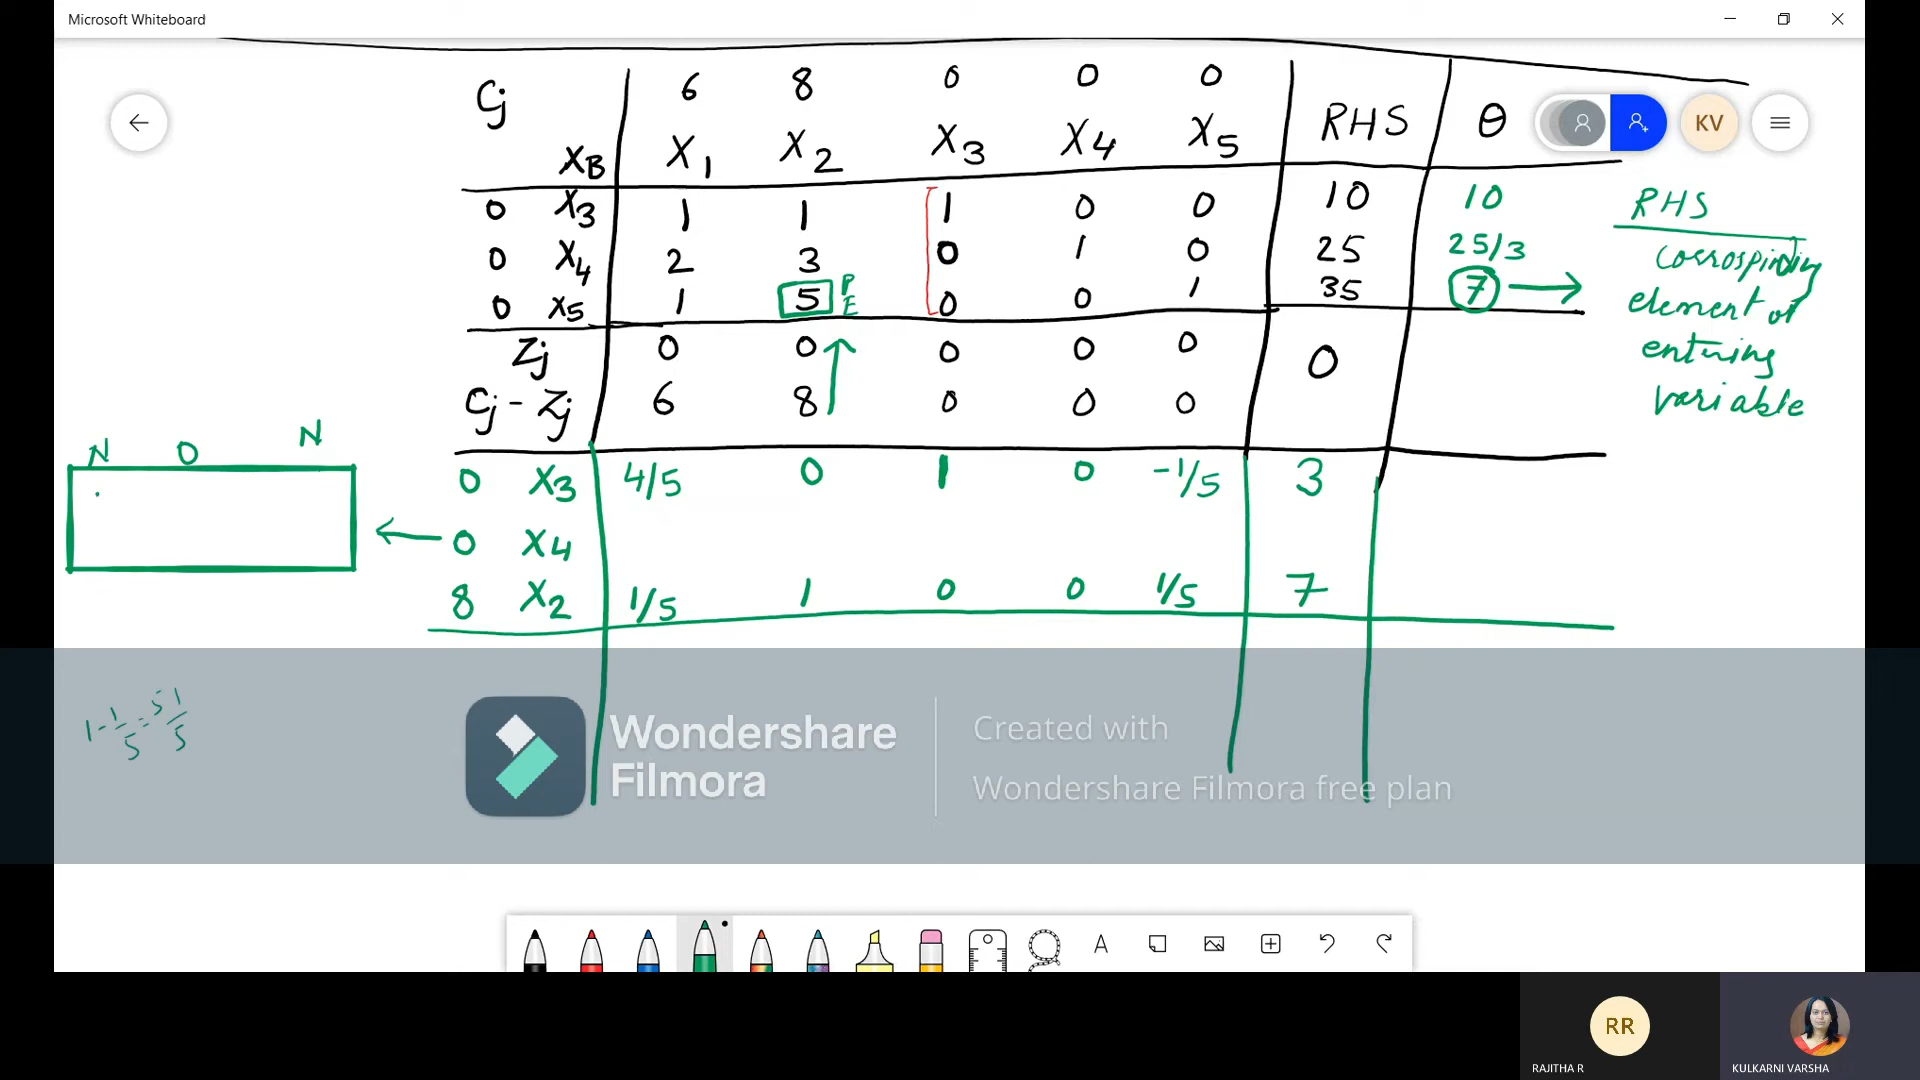 Microsoft Whiteboard
Cj 6 8 0 0 0
XB X1 X2 X3 X4 X5 RHS θ
KV
0 X3 1 1 1 0 0 10 10
0 X4 2 3 0 1 0 25 25/3
0 X5 1 5 0 0 1 35 7
P
E
RHS
element of
entering
variable
Zj 0 0 0 0 0 0
Cj - Zj 6 8 0 0 0
N O N
0 X3 4/5 0 1 0 -1/5 3
0 X4
8 X2 1/5 1 0 0 1/5 7
1-1/5=
Wondershare
Filmora
Created with
Wondershare Filmora free plan
A
RR
RAJITHA R
KULKARNI VARSHA